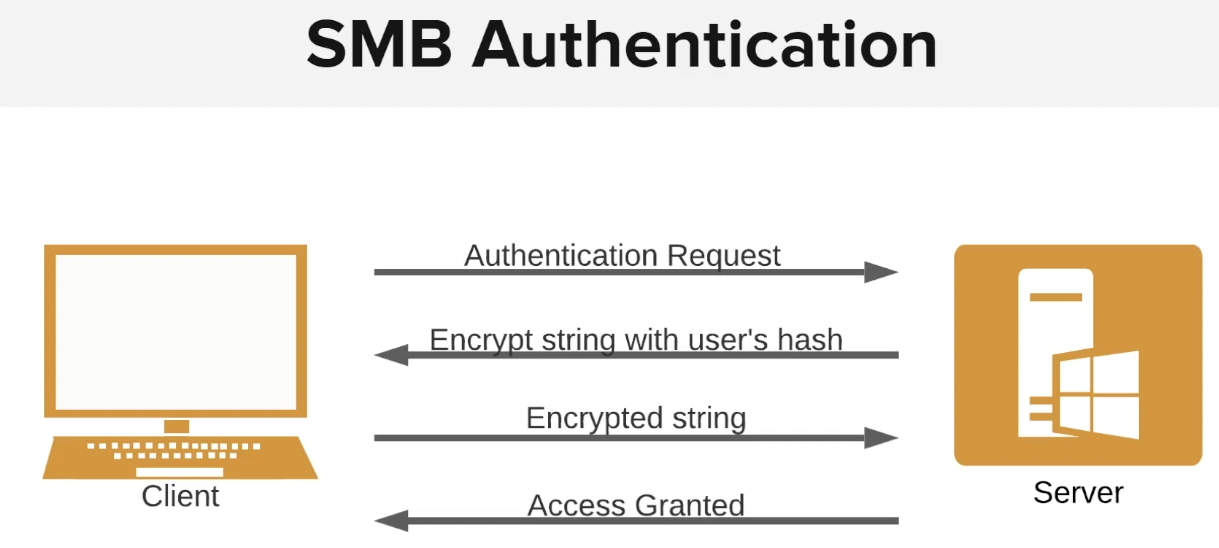 SMB Authentication
Authentication Request
Encrypt string with user's hash
Encrypted string
Access Granted
Client
Server